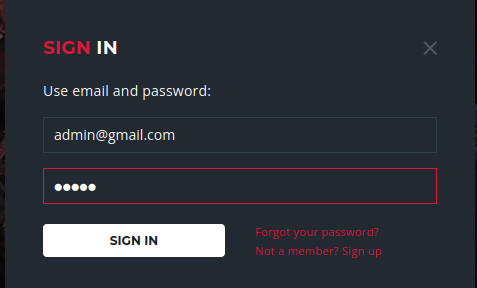 SIGN IN
Use email and password:
admin@gmail.com
●●●●●
SIGN IN
Forgot your password?
Not a member? Sign up